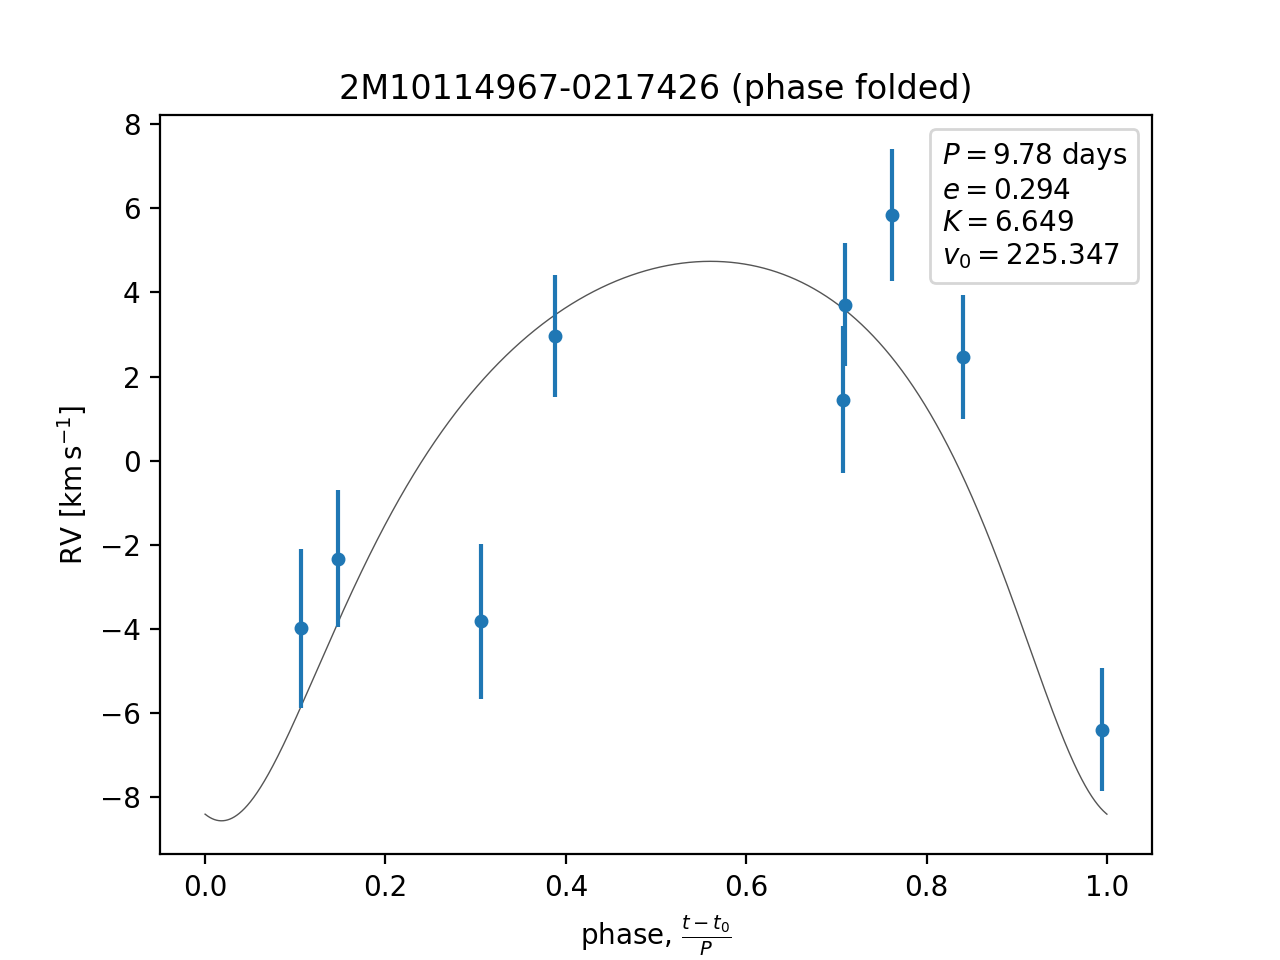 2M10114967-0217426 (phase folded)
P = 9.78 days
e = 0.294
K = 6.649
v₀ = 225.347
8
6
4
2
0
−2
−4
−6
−8
RV [km s⁻¹]
0.0 0.2 0.4 0.6 0.8 1.0
phase, (t − t₀)/P